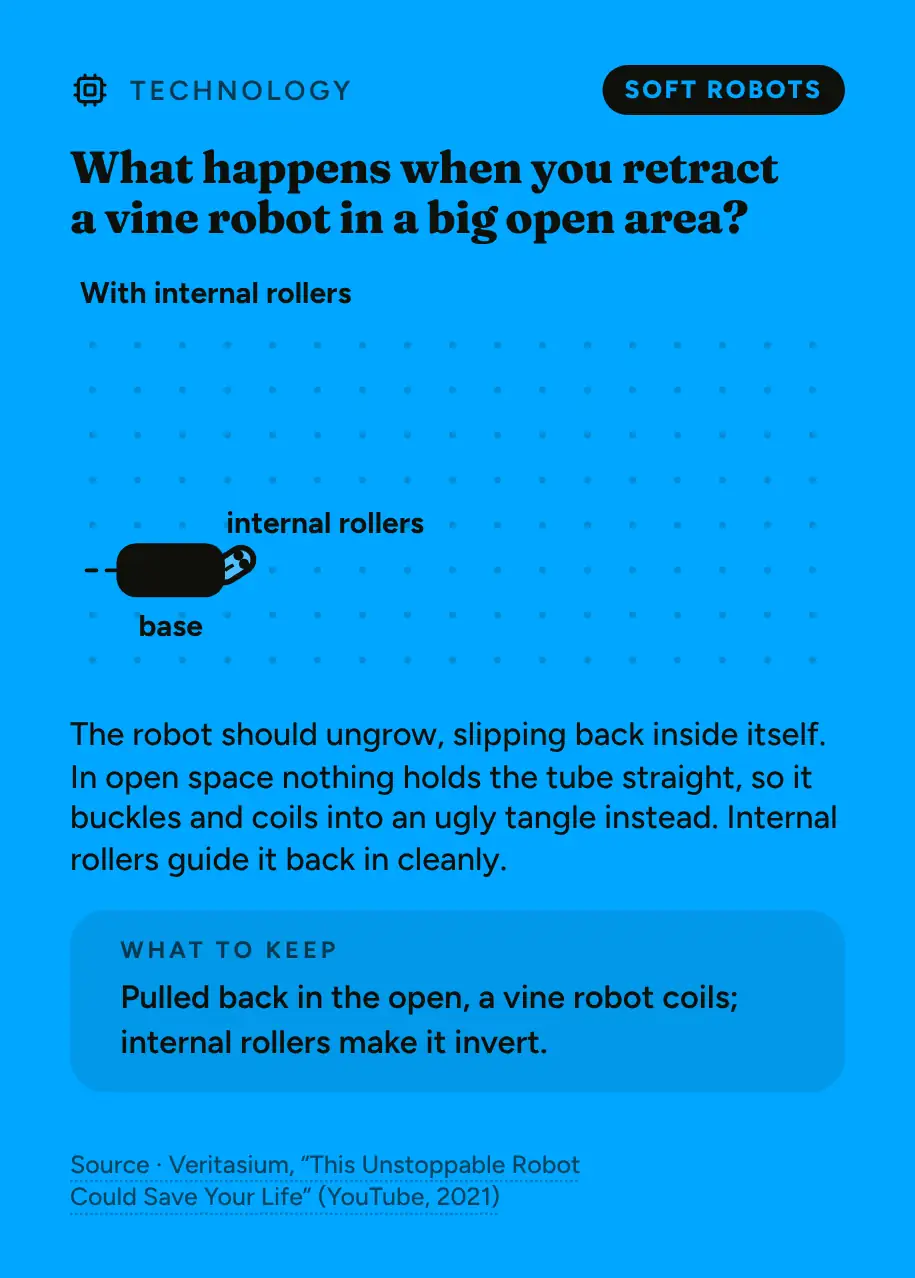 TECHNOLOGY
SOFT ROBOTS
What happens when you retract
a vine robot in a big open area?
With internal rollers
internal rollers
base
The robot should ungrow, slipping back inside itself.
In open space nothing holds the tube straight, so it
buckles and coils into an ugly tangle instead. Internal
rollers guide it back in cleanly.
WHAT TO KEEP
Pulled back in the open, a vine robot coils;
internal rollers make it invert.
Source · Veritasium, “This Unstoppable Robot
Could Save Your Life” (YouTube, 2021)